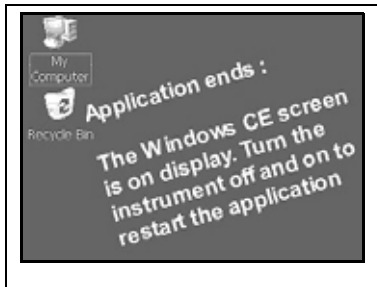 My
Computer
Recycle Bin
Application ends :
The Windows CE screen
is on display. Turn the
instrument off and on to
restart the application